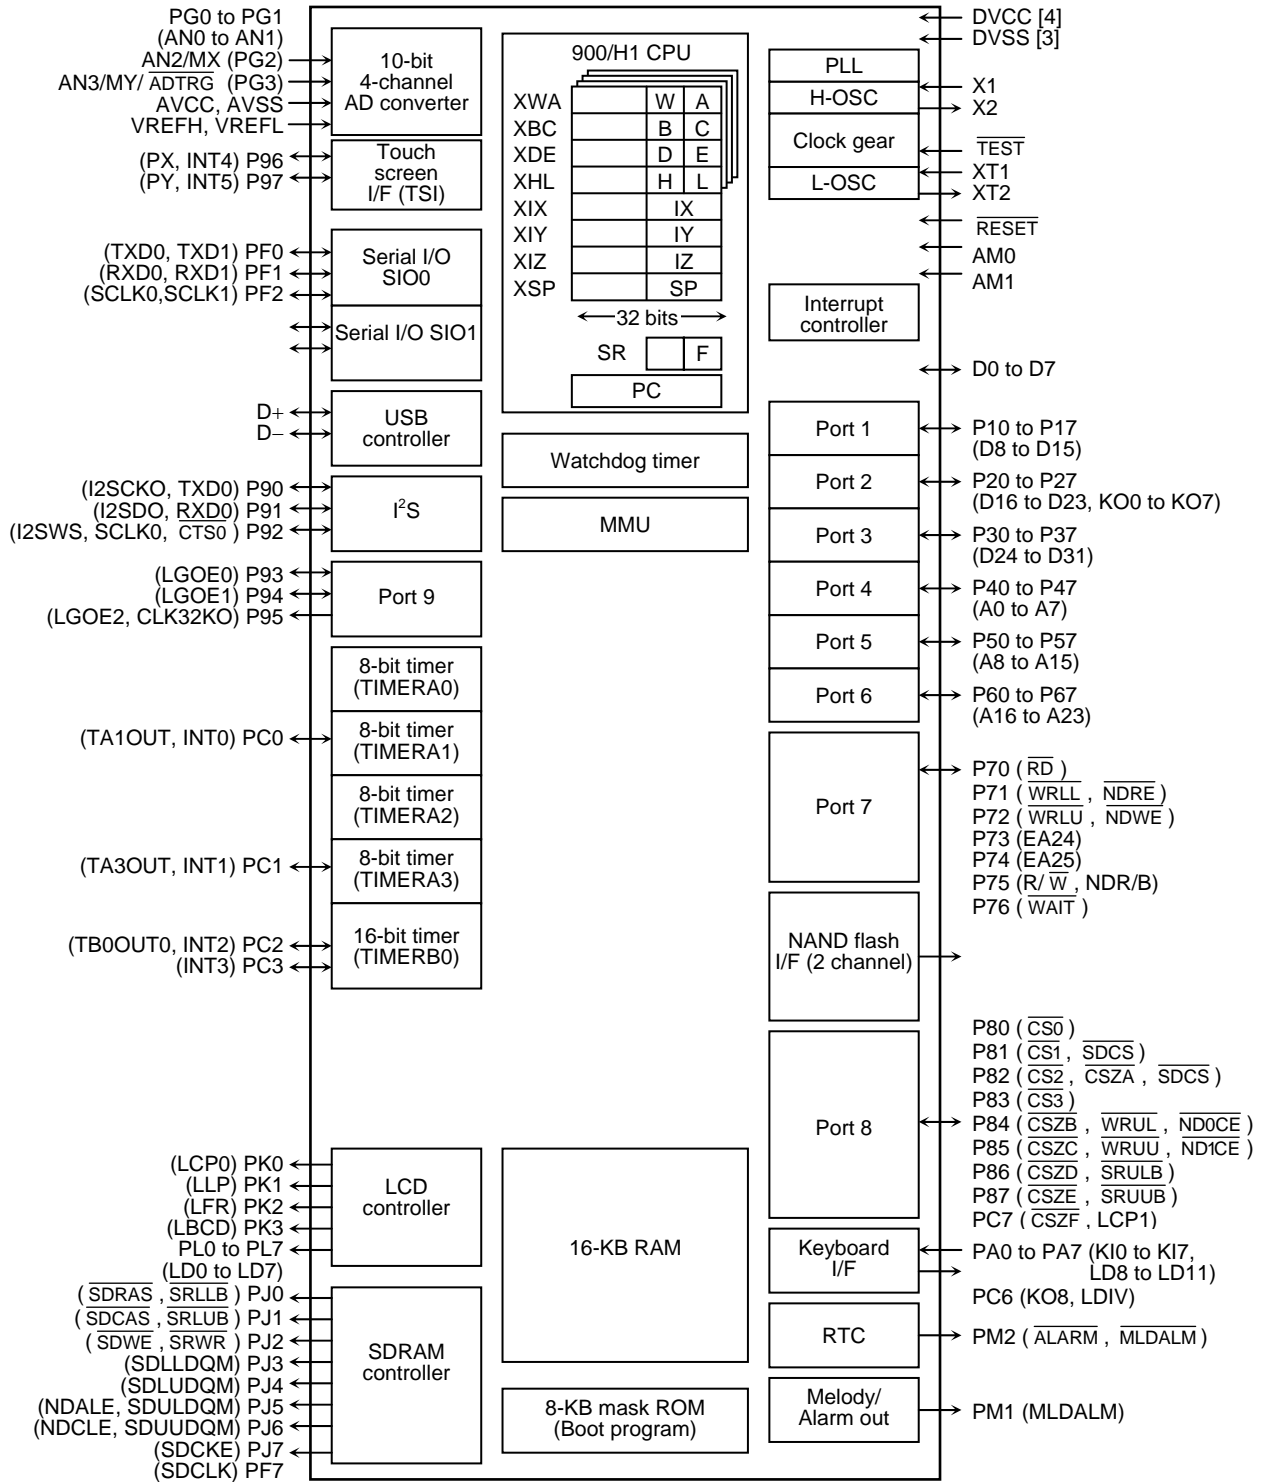 PG0 to PG1
(AN0 to AN1)
AN2/MX (PG2)
AN3/MY/ ADTRG (PG3)
AVCC, AVSS
VREFH, VREFL
10-bit
4-channel
AD converter
(PX, INT4) P96
(PY, INT5) P97
Touch
screen
I/F (TSI)
(TXD0, TXD1) PF0
(RXD0, RXD1) PF1
(SCLK0,SCLK1) PF2
Serial I/O
SIO0
Serial I/O SIO1
D+
D−
USB
controller
(I2SCKO, TXD0) P90
(I2SDO, RXD0) P91
(I2SWS, SCLK0, CTS0 ) P92
I²S
(LGOE0) P93
(LGOE1) P94
(LGOE2, CLK32KO) P95
Port 9
8-bit timer
(TIMERA0)
(TA1OUT, INT0) PC0
8-bit timer
(TIMERA1)
8-bit timer
(TIMERA2)
(TA3OUT, INT1) PC1
8-bit timer
(TIMERA3)
(TB0OUT0, INT2) PC2
(INT3) PC3
16-bit timer
(TIMERB0)
(LCP0) PK0
(LLP) PK1
(LFR) PK2
(LBCD) PK3
PL0 to PL7
(LD0 to LD7)
LCD
controller
( SDRAS , SRLLB ) PJ0
( SDCAS , SRLUB ) PJ1
( SDWE , SRWR ) PJ2
(SDLLDQM) PJ3
(SDLUDQM) PJ4
(NDALE, SDULDQM) PJ5
(NDCLE, SDUUDQM) PJ6
(SDCKE) PJ7
(SDCLK) PF7
SDRAM
controller
900/H1 CPU
XWA W A
XBC B C
XDE D E
XHL H L
XIX IX
XIY IY
XIZ IZ
XSP SP
32 bits
SR F
PC
Watchdog timer
MMU
16-KB RAM
8-KB mask ROM
(Boot program)
PLL
H-OSC
Clock gear
L-OSC
DVCC [4]
DVSS [3]
X1
X2
TEST
XT1
XT2
RESET
AM0
AM1
Interrupt
controller
D0 to D7
Port 1
P10 to P17
(D8 to D15)
Port 2
P20 to P27
(D16 to D23, KO0 to KO7)
Port 3
P30 to P37
(D24 to D31)
Port 4
P40 to P47
(A0 to A7)
Port 5
P50 to P57
(A8 to A15)
Port 6
P60 to P67
(A16 to A23)
Port 7
P70 ( RD )
P71 ( WRLL , NDRE )
P72 ( WRLU , NDWE )
P73 (EA24)
P74 (EA25)
P75 (R/ W , NDR/B)
P76 ( WAIT )
NAND flash
I/F (2 channel)
Port 8
P80 ( CS0 )
P81 ( CS1 , SDCS )
P82 ( CS2 , CSZA , SDCS )
P83 ( CS3 )
P84 ( CSZB , WRUL , ND0CE )
P85 ( CSZC , WRUU , ND1CE )
P86 ( CSZD , SRULB )
P87 ( CSZE , SRUUB )
PC7 ( CSZF , LCP1)
Keyboard
I/F
PA0 to PA7 (KI0 to KI7,
LD8 to LD11)
PC6 (KO8, LDIV)
RTC
PM2 ( ALARM , MLDALM )
Melody/
Alarm out
PM1 (MLDALM)